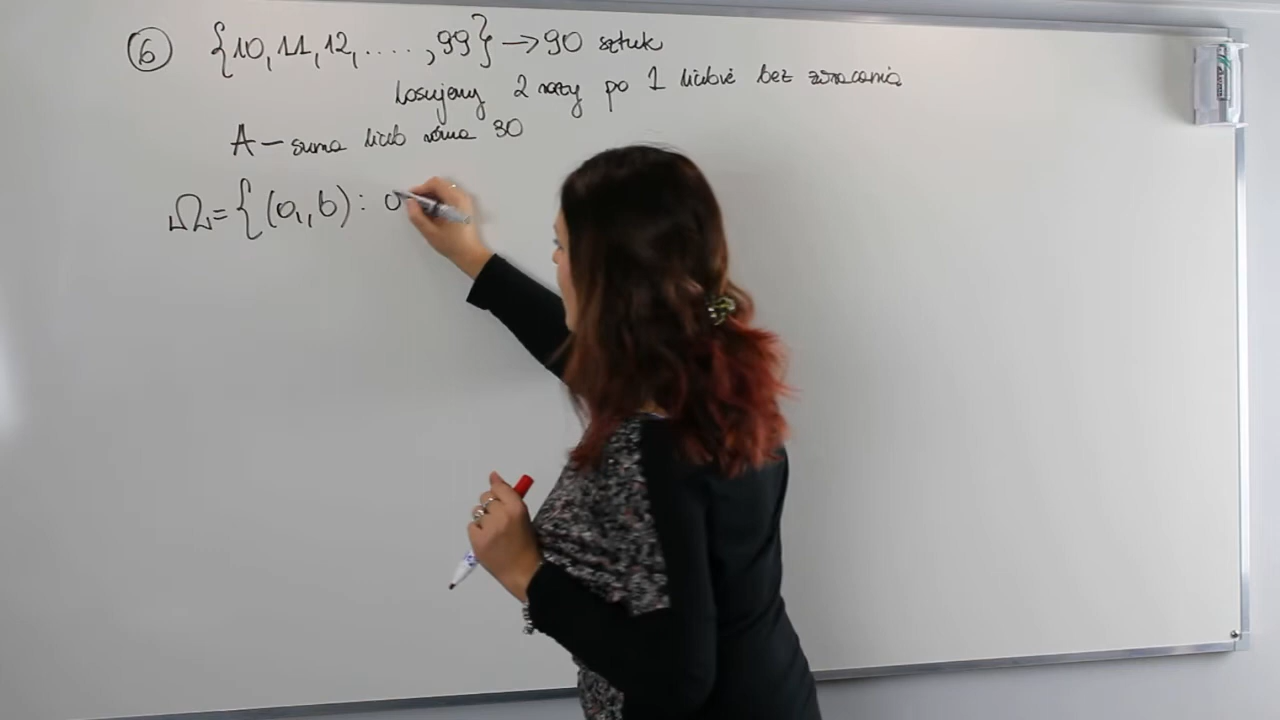 6 {10,11,12,....,99} → 90 sztuk
Losujemy 2 razy po 1 liczbie bez zwracania
A – suma liczb równa 30
Ω = { (a,b) : a